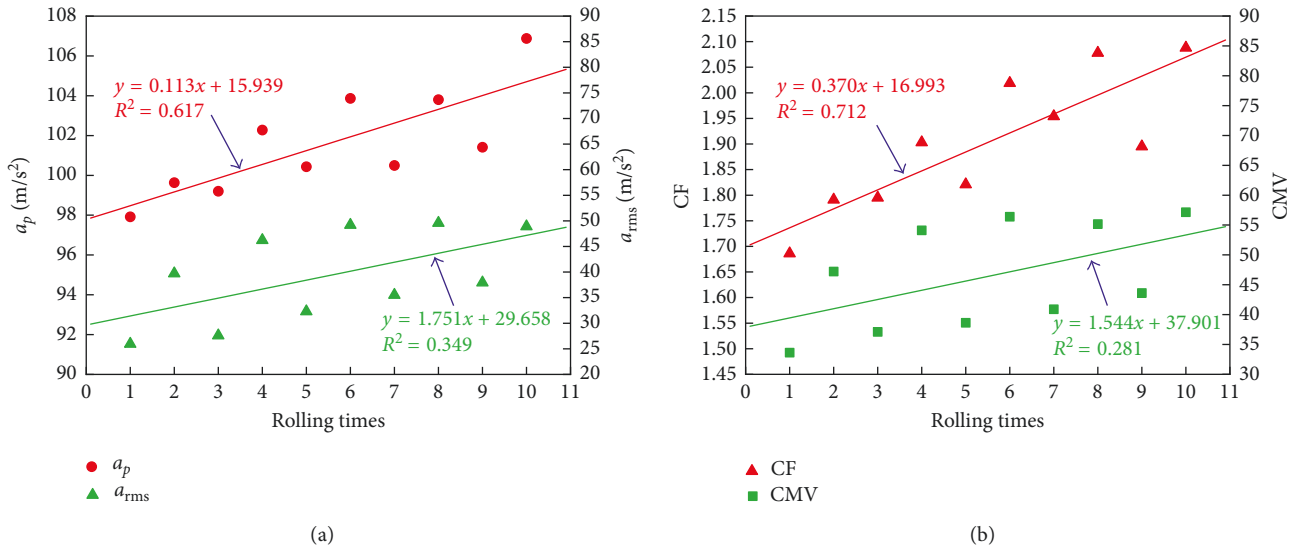 108
106
104
102
100
98
96
94
92
90
a_p (m/s²)
90
85
80
75
70
65
60
55
50
45
40
35
30
25
20
a_rms (m/s²)
y = 0.113x + 15.939
R² = 0.617
y = 1.751x + 29.658
R² = 0.349
0 1 2 3 4 5 6 7 8 9 10 11
Rolling times
a_p
a_rms
(a)
2.15
2.10
2.05
2.00
1.95
1.90
1.85
1.80
1.75
1.70
1.65
1.60
1.55
1.50
1.45
CF
90
85
80
75
70
65
60
55
50
45
40
35
30
CMV
y = 0.370x + 16.993
R² = 0.712
y = 1.544x + 37.901
R² = 0.281
0 1 2 3 4 5 6 7 8 9 10 11
Rolling times
CF
CMV
(b)